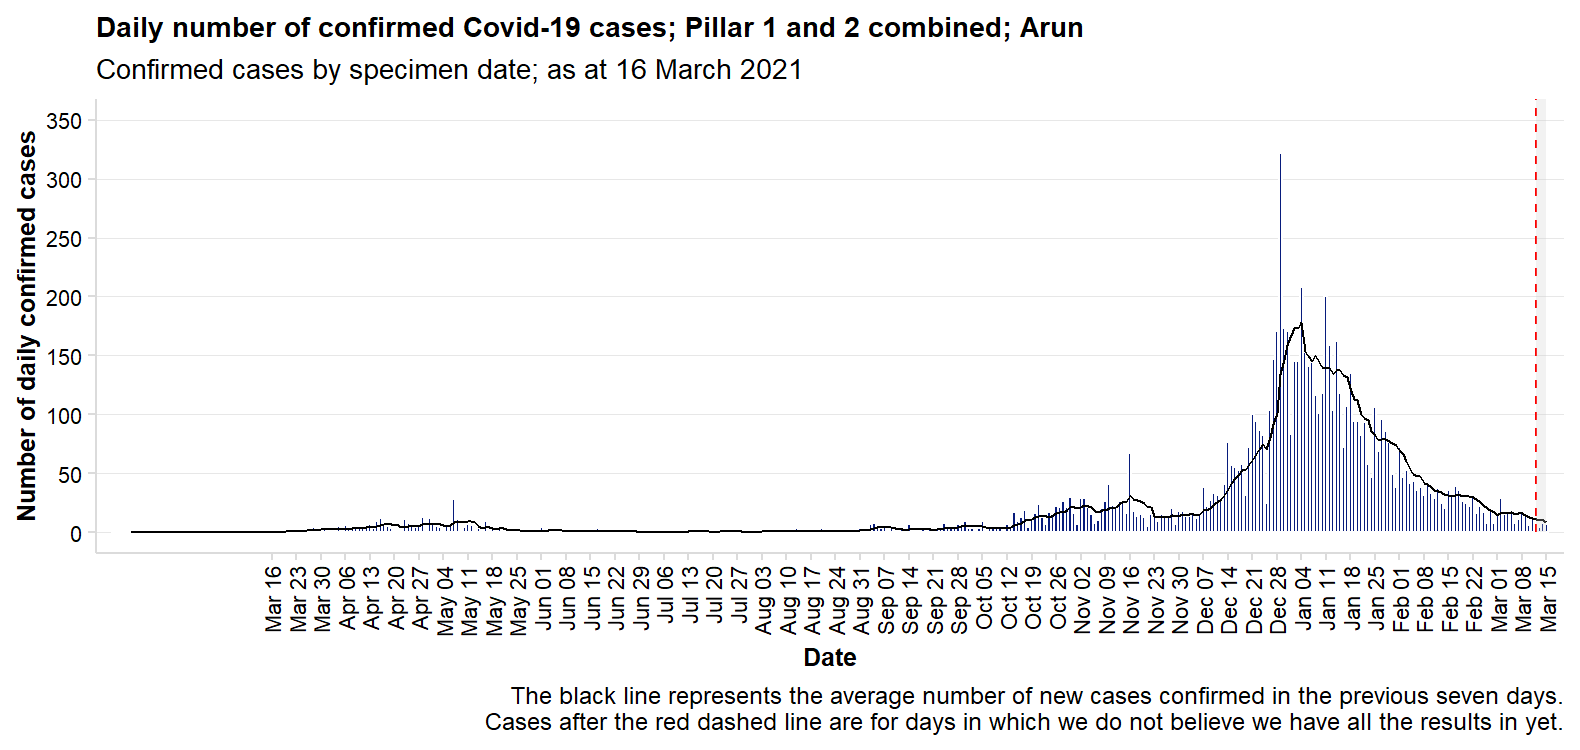 Daily number of confirmed Covid-19 cases; Pillar 1 and 2 combined; Arun
Confirmed cases by specimen date; as at 16 March 2021
Number of daily confirmed cases
350
300
250
200
150
100
50
0
Mar 16
Mar 23
Mar 30
Apr 06
Apr 13
Apr 20
Apr 27
May 04
May 11
May 18
May 25
Jun 01
Jun 08
Jun 15
Jun 22
Jun 29
Jul 06
Jul 13
Jul 20
Jul 27
Aug 03
Aug 10
Aug 17
Aug 24
Aug 31
Sep 07
Sep 14
Sep 21
Sep 28
Oct 05
Oct 12
Oct 19
Oct 26
Nov 02
Nov 09
Nov 16
Nov 23
Nov 30
Dec 07
Dec 14
Dec 21
Dec 28
Jan 04
Jan 11
Jan 18
Jan 25
Feb 01
Feb 08
Feb 15
Feb 22
Mar 01
Mar 08
Mar 15
Date
The black line represents the average number of new cases confirmed in the previous seven days.
Cases after the red dashed line are for days in which we do not believe we have all the results in yet.